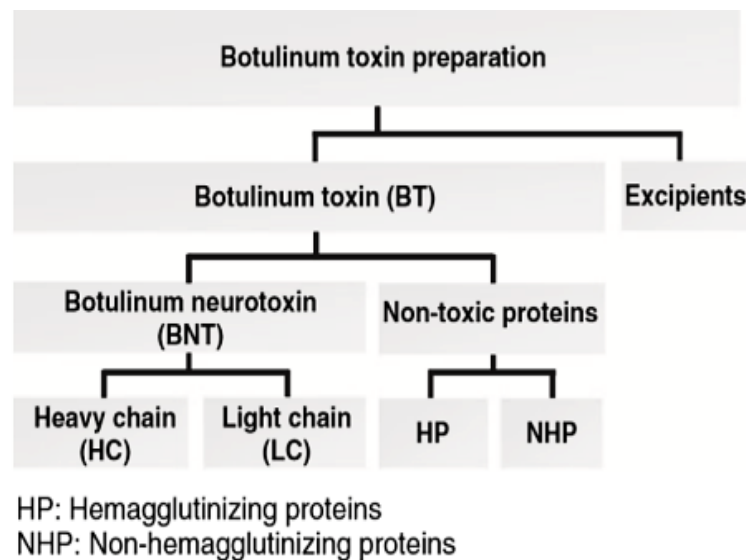 Botulinum toxin preparation
Botulinum toxin (BT)
Excipients
Botulinum neurotoxin
(BNT)
Non-toxic proteins
Heavy chain
(HC)
Light chain
(LC)
HP
NHP
HP: Hemagglutinizing proteins
NHP: Non-hemagglutinizing proteins